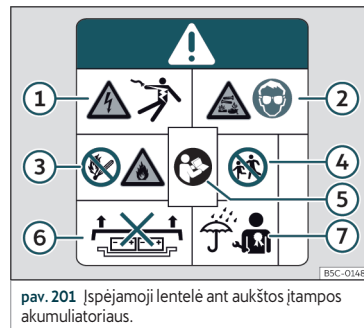 1
2
3
4
5
6
7
B5C-0148
pav. 201 Įspėjamoji lentelė ant aukštos įtampos
akumuliatoriaus.